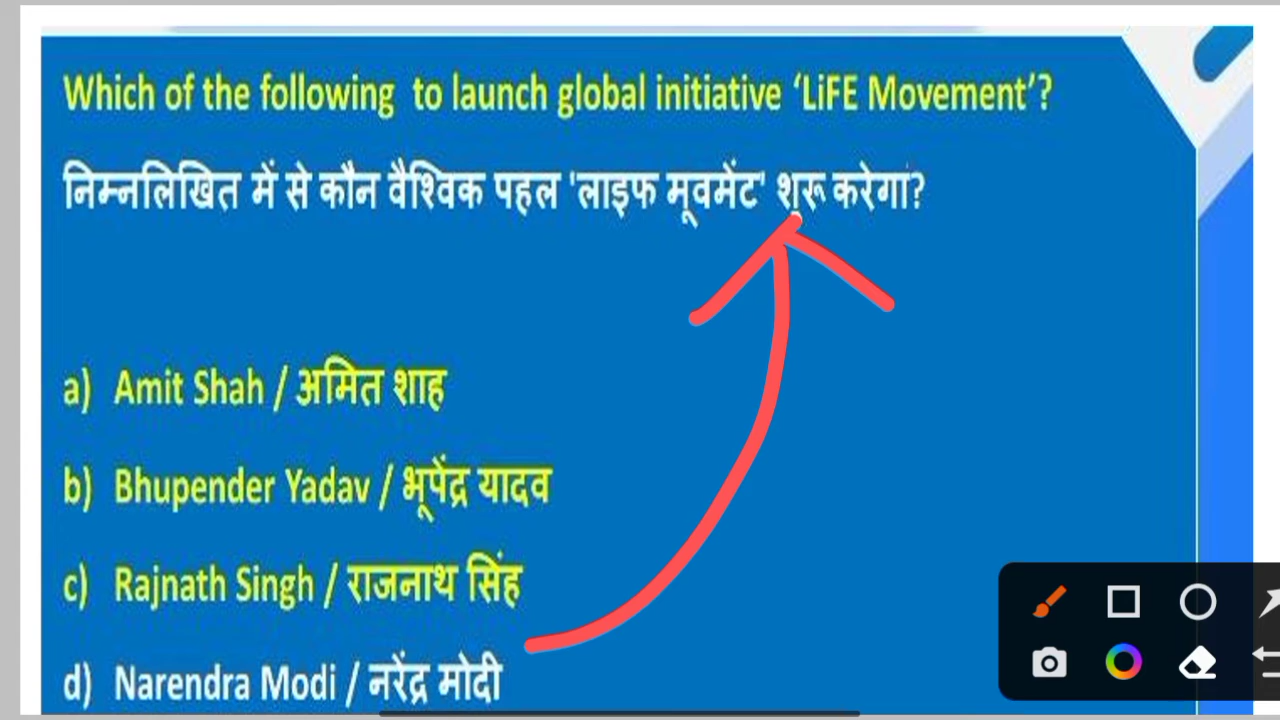 Which of the following to launch global initiative ‘LiFE Movement’?
निम्नलिखित में से कौन वैश्विक पहल 'लाइफ मूवमेंट' शुरू करेगा?
a) Amit Shah / अमित शाह
b) Bhupender Yadav / भूपेंद्र यादव
c) Rajnath Singh / राजनाथ सिंह
d) Narendra Modi / नरेंद्र मोदी